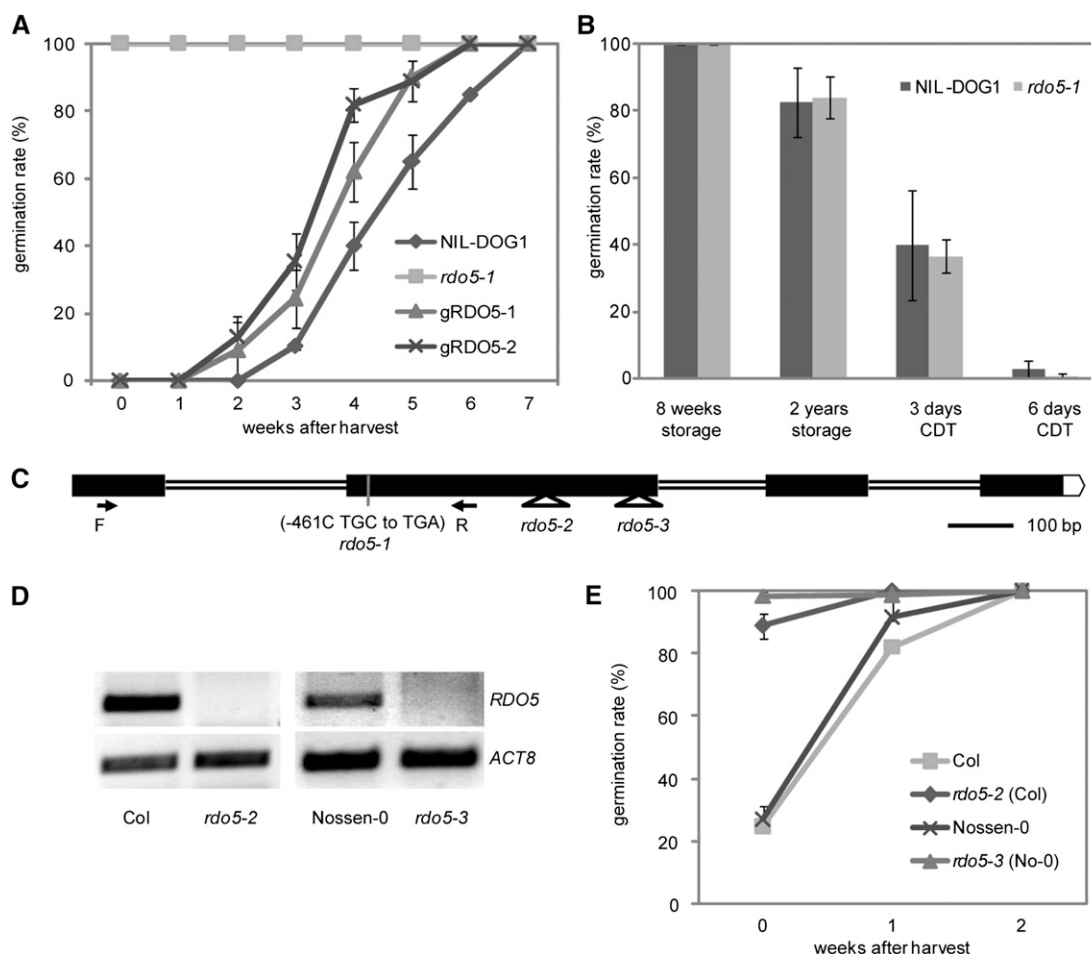 A
100
80
60
40
20
0
germination rate (%)
0 1 2 3 4 5 6 7
weeks after harvest
NIL-DOG1
rdo5-1
gRDO5-1
gRDO5-2
B
100
80
60
40
20
0
germination rate (%)
NIL-DOG1 rdo5-1
8 weeks storage
2 years storage
3 days CDT
6 days CDT
C
F
(-461C TGC to TGA)
rdo5-1
R
rdo5-2
rdo5-3
100 bp
D
RDO5
ACT8
Col rdo5-2 Nossen-0 rdo5-3
E
100
80
60
40
20
0
germination rate (%)
Col
rdo5-2 (Col)
Nossen-0
rdo5-3 (No-0)
0 1 2
weeks after harvest